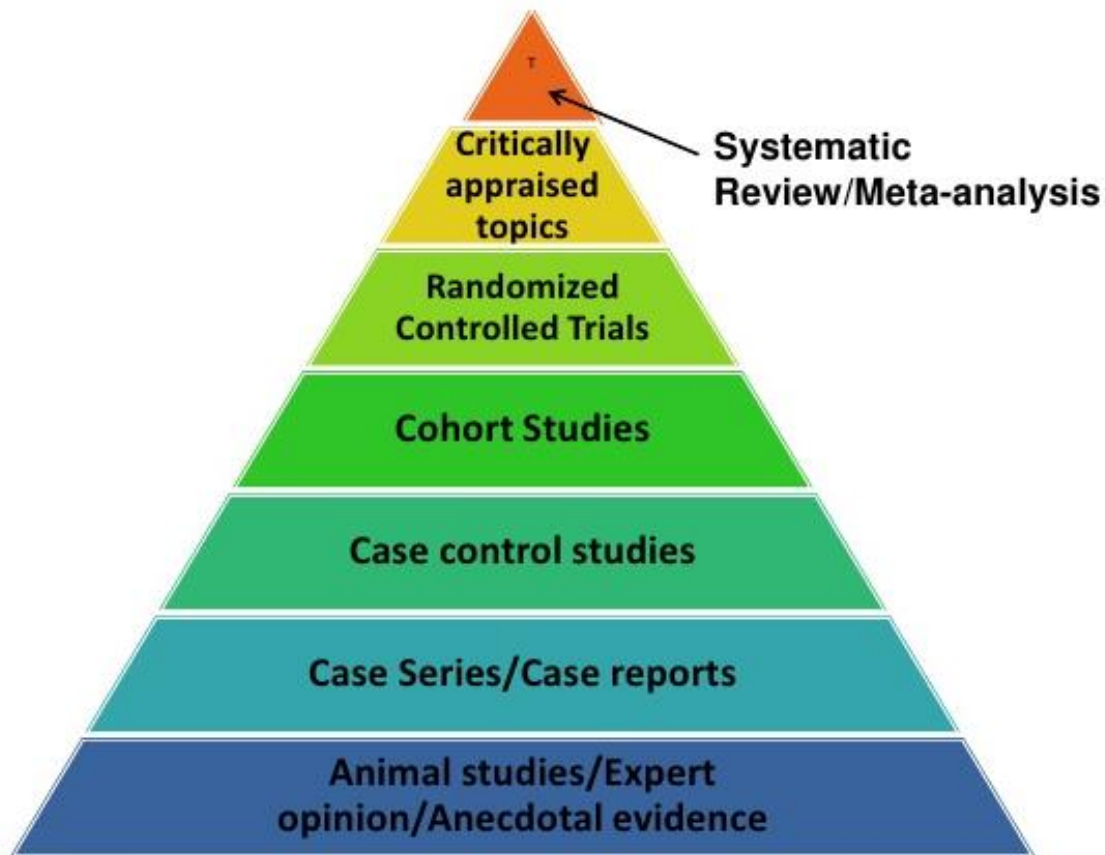 T
Systematic
Review/Meta-analysis
Critically
appraised
topics
Randomized
Controlled Trials
Cohort Studies
Case control studies
Case Series/Case reports
Animal studies/Expert
opinion/Anecdotal evidence